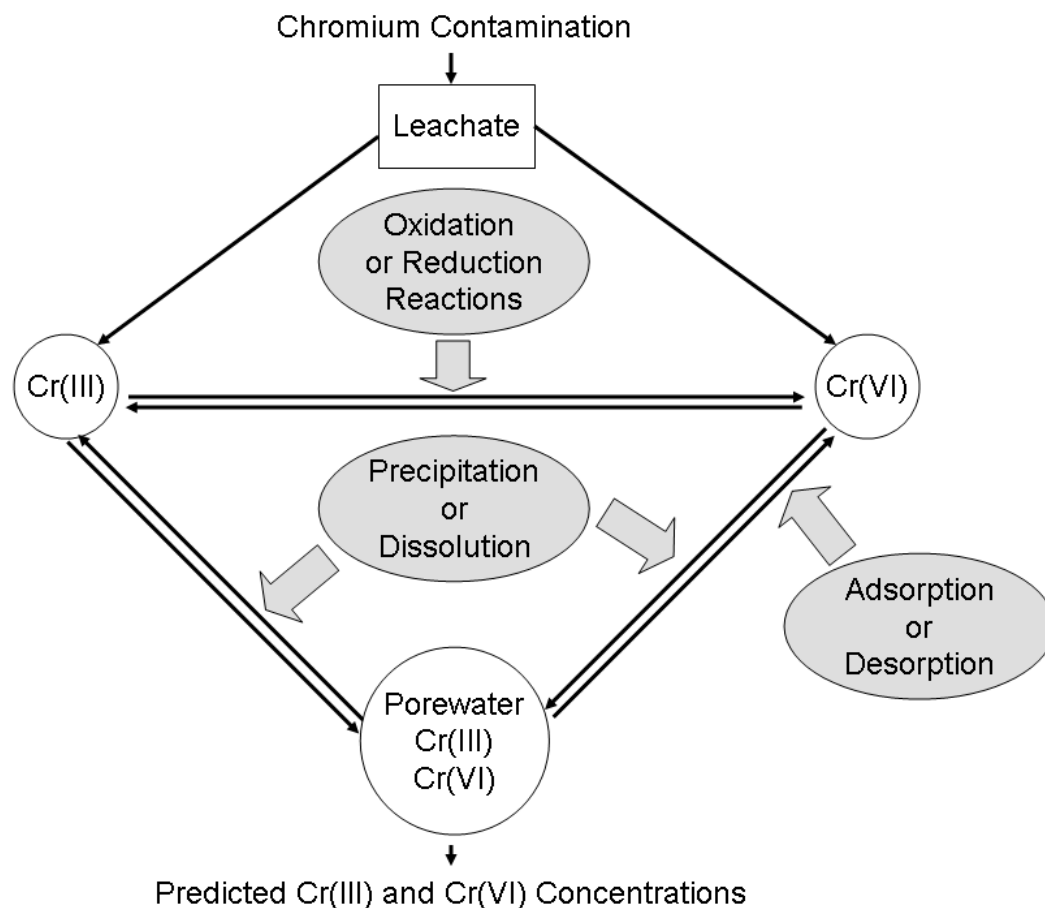 Chromium Contamination
Leachate
Oxidation
or Reduction
Reactions
Cr(III)
Cr(VI)
Precipitation
or
Dissolution
Adsorption
or
Desorption
Porewater
Cr(III)
Cr(VI)
Predicted Cr(III) and Cr(VI) Concentrations